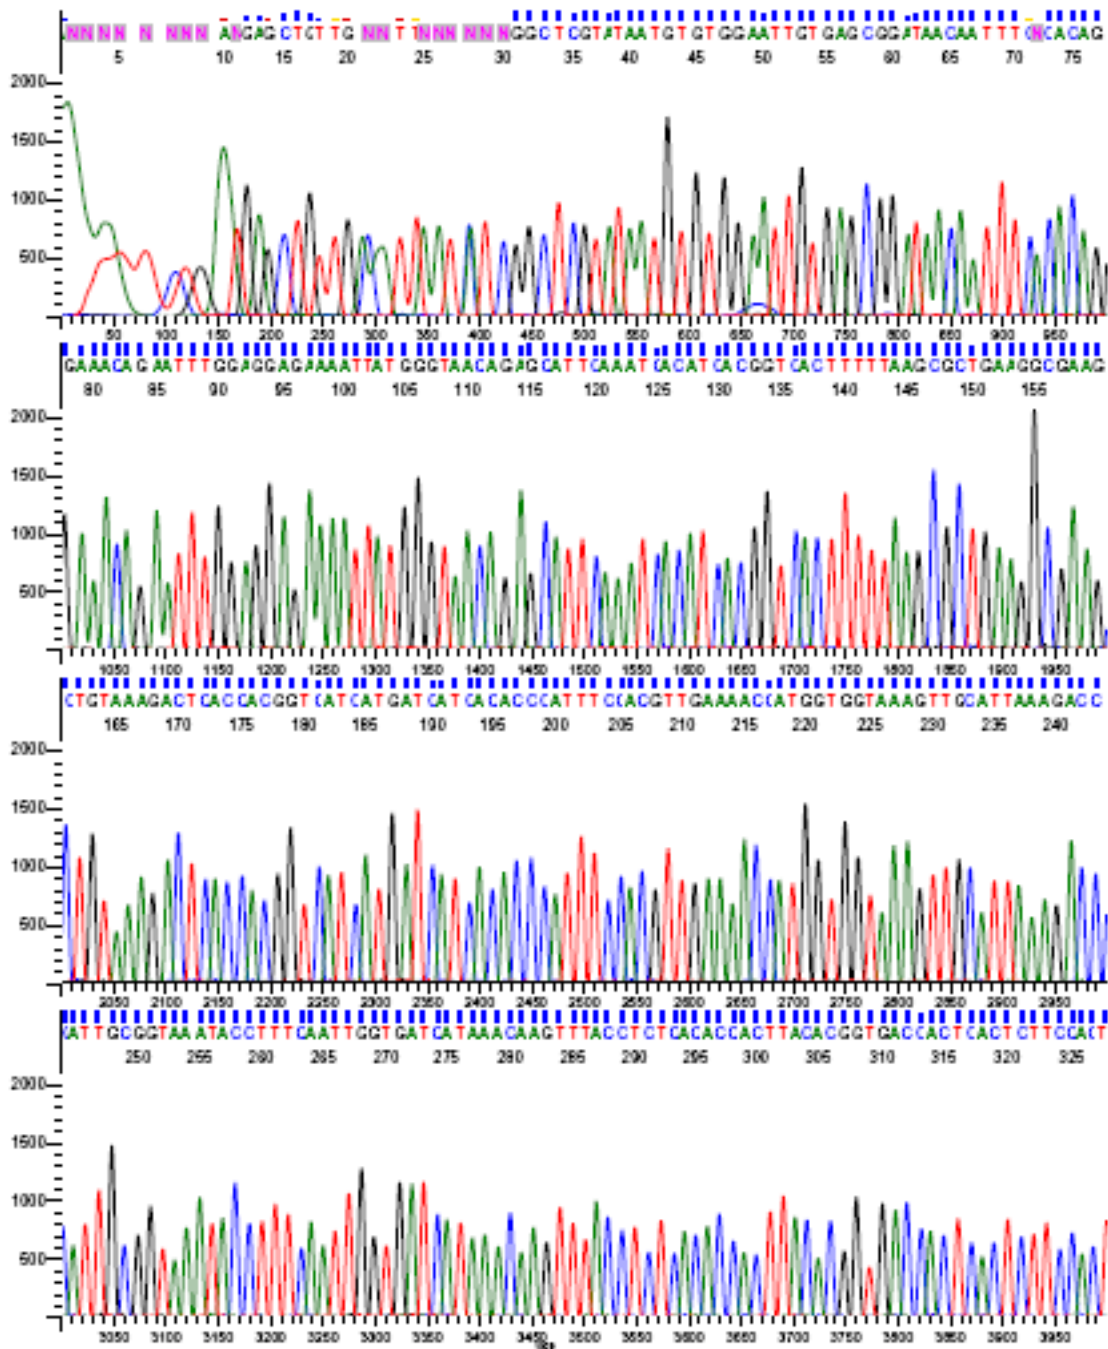 NNNN N NNN ANGAGCTGTTG NNTTNNNNNNNGGCTCGTATAATGTGTGGAATTGTGAGCGGATAACAATTTCNCACAG
5 10 15 20 25 30 35 40 45 50 55 60 65 70 75
2000
1500
1000
500
50 100 150 200 250 300 350 400 450 500 550 600 650 700 750 800 850 900 950
GAAACAGAATTTGGAGGAGAAAATTATGGGTAACAGAGCATTCAAATCACATCACGGTCACTTTTTAAGCGCTGAAGGCGAAG
80 85 90 95 100 105 110 115 120 125 130 135 140 145 150 155
2000
1500
1000
500
1050 1100 1150 1200 1250 1300 1350 1400 1450 1500 1550 1600 1650 1700 1750 1800 1850 1900 1950
CTGTAAAGACTCACCACGGTCATCATGATCATCACACCCATTTCCACGTTGAAAACCATGGTGGTAAAGTTGCATTAAAGACC
165 170 175 180 185 190 195 200 205 210 215 220 225 230 235 240
2000
1500
1000
500
2050 2100 2150 2200 2250 2300 2350 2400 2450 2500 2550 2600 2650 2700 2750 2800 2850 2900 2950
CATTGCGGTAAATACCTTTCAATTGGTGATCATAAACAAGTTTACCTCTCACACCACTTACACGGTGACCACTCACTCTTCCACT
250 255 260 265 270 275 280 285 290 295 300 305 310 315 320 325
2000
1500
1000
500
3050 3100 3150 3200 3250 3300 3350 3400 3450 3500 3550 3600 3650 3700 3750 3800 3850 3900 3950